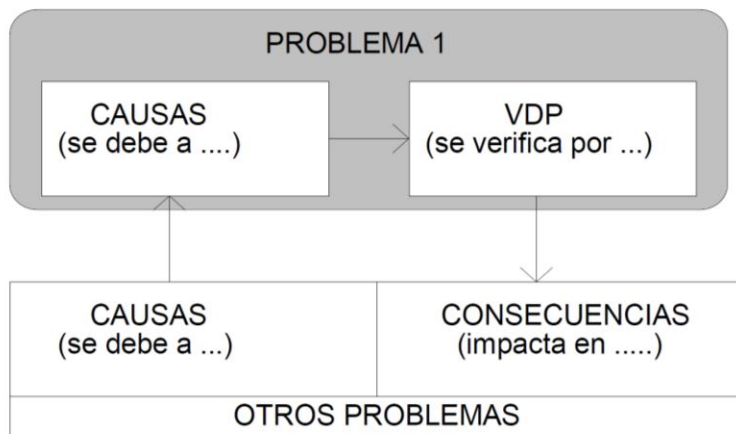 PROBLEMA 1
CAUSAS
(se debe a ....)
VDP
(se verifica por ...)
CAUSAS
(se debe a ...)
CONSECUENCIAS
(impacta en .....)
OTROS PROBLEMAS